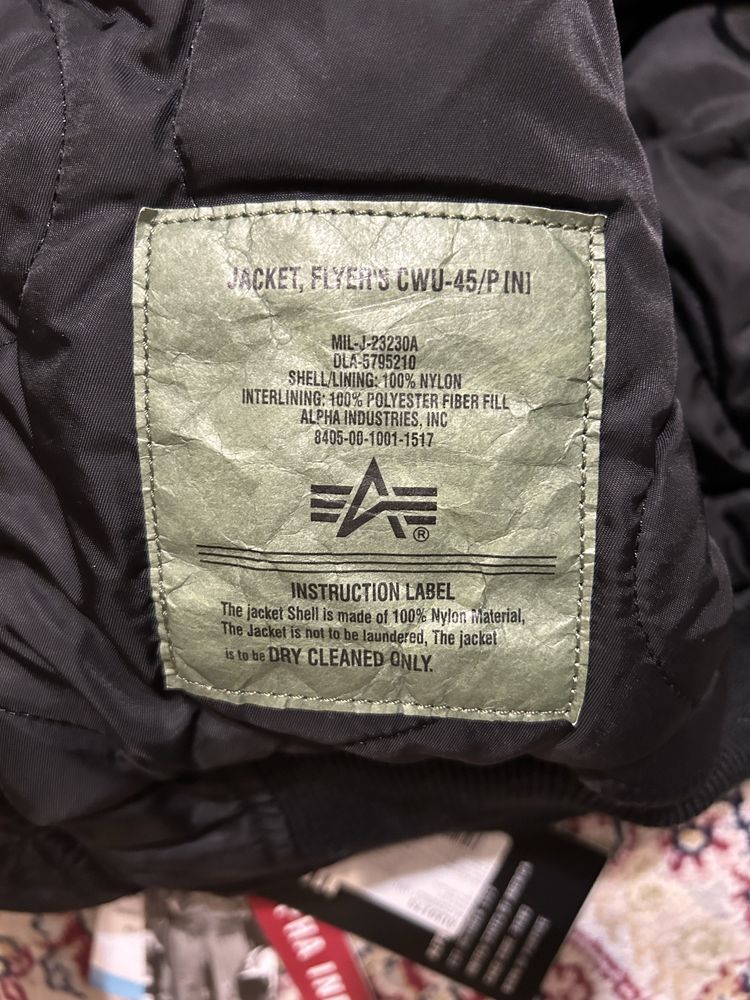 JACKET, FLYER'S CWU-45/P [N]
MIL-J-23230A
DLA-5795210
SHELL/LINING: 100% NYLON
INTERLINING: 100% POLYESTER FIBER FILL
ALPHA INDUSTRIES, INC
8405-00-1001-1517
®
INSTRUCTION LABEL
The jacket Shell is made of 100% Nylon Material,
The Jacket is not to be laundered, The jacket
is to be DRY CLEANED ONLY.